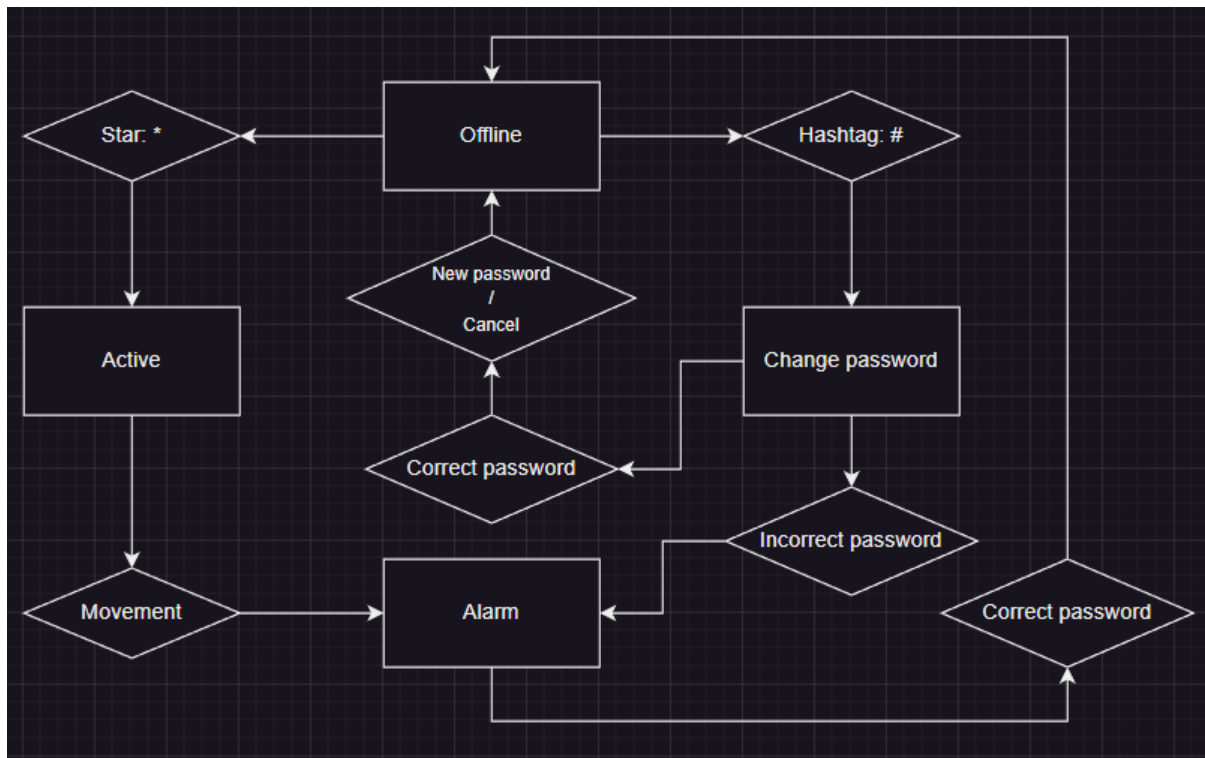 Star: *
Offline
Hashtag: #
New password
/
Cancel
Active
Change password
Correct password
Incorrect password
Movement
Alarm
Correct password